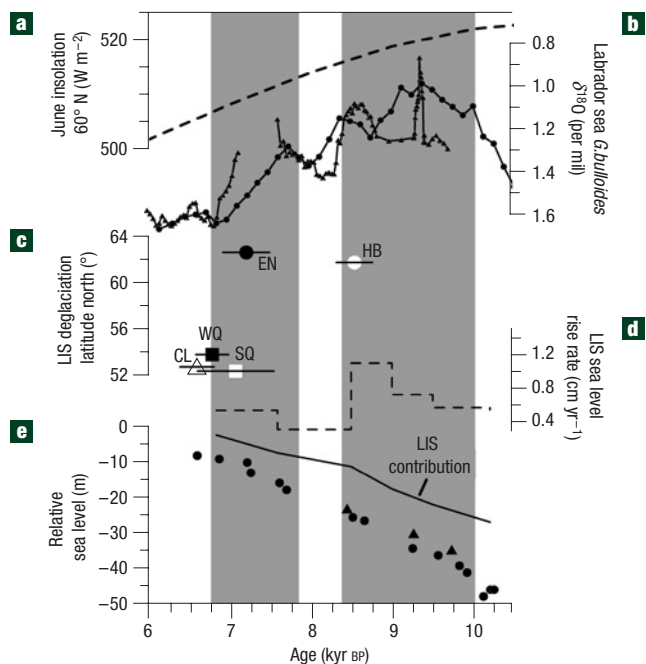 a
June insolation
60° N (W m−2)
525
500
b
0.8
1.0
1.2
1.3
1.4
1.6
Labrador sea G.bulloides
δ18O (per mil)
c
LIS deglaciation
latitude north (°)
64
60
56
52
EN
HB
WQ
SQ
CL
d
1.2
0.8
0.4
LIS sea level
rise rate (cm yr−1)
e
Relative
sea level (m)
0
−10
−20
−30
−40
−50
LIS
contribution
6 7 8 9 10
Age (kyr BP)